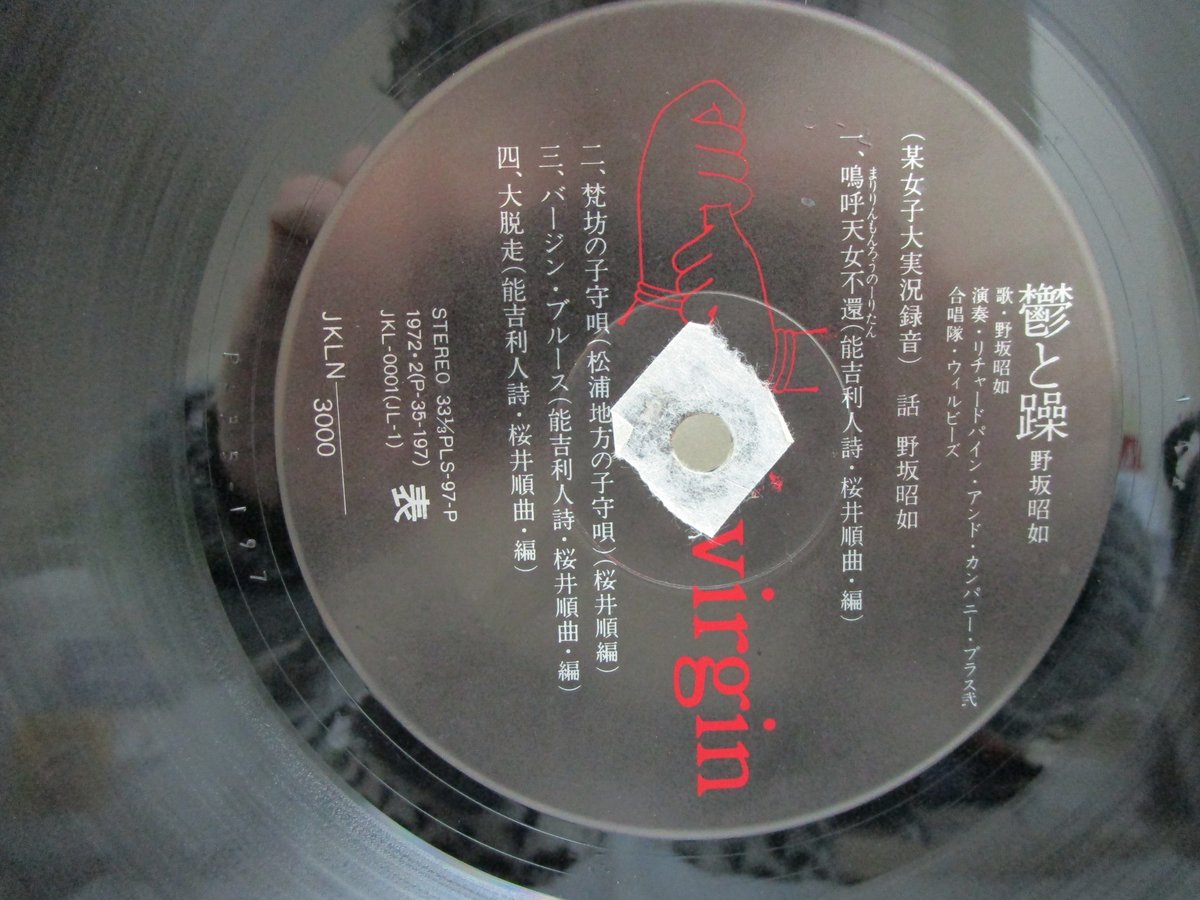 鬱と躁 野坂昭如
歌・野坂昭如
演奏・リチャードパイン・アンド・カンパニー・プラス弐
合唱隊・ウィルビーズ
(某女子大実況録音) 話 野坂昭如
まりりんもんろうのーりたん
一、嗚呼天女不還(能吉利人詩・桜井順曲・編)
virgin
二、梵坊の子守唄(松浦地方の子守唄)(桜井順編)
三、バージン・ブルース(能吉利人詩・桜井順曲・編)
四、大脱走(能吉利人詩・桜井順曲・編)
STEREO 33⅓ PLS-97-P
1972・2(P-35-197) 表
JKL-0001(JL-1)
JKLN 3000